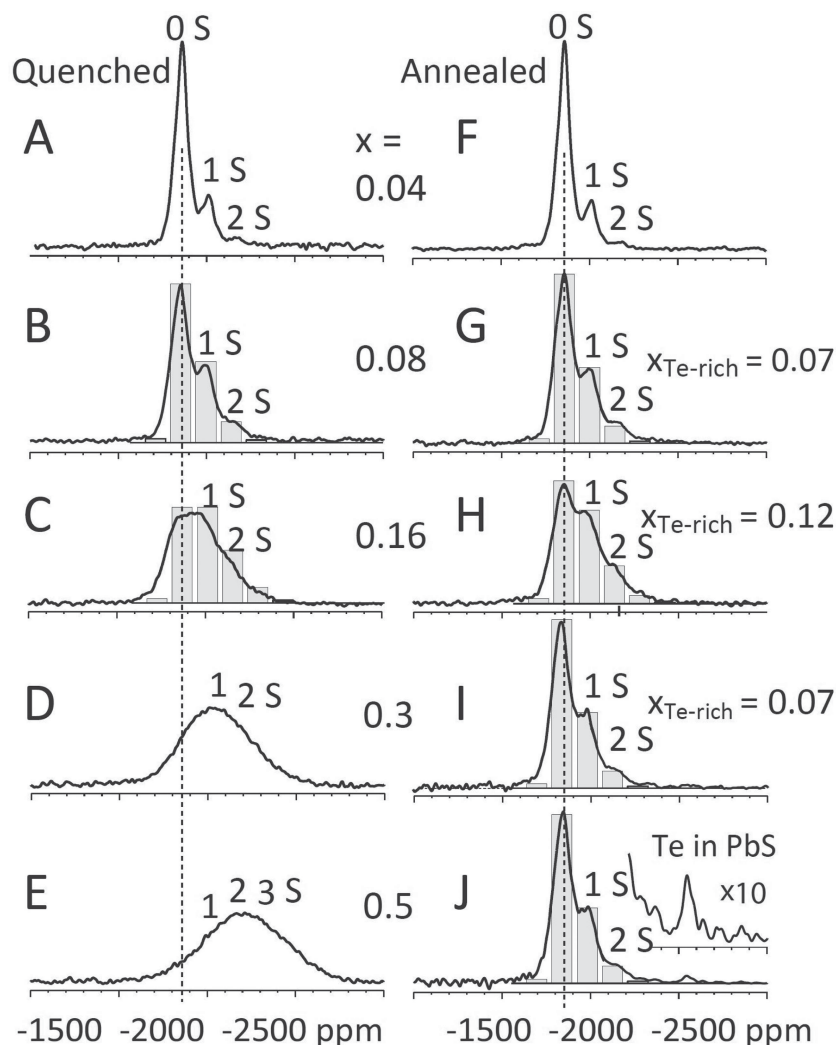 0 S
Quenched
A
1 S
2 S
x =
0.04
B
1 S
2 S
0.08
C
1 S
2 S
0.16
D
1 2 S
0.3
E
1 2 3 S
0.5
-1500 -2000 -2500 ppm
0 S
Annealed
F
1 S
2 S
G
1 S
2 S
xTe-rich = 0.07
H
1 S
2 S
xTe-rich = 0.12
I
1 S
2 S
xTe-rich = 0.07
J
1 S
2 S
Te in PbS
x10
-1500 -2000 -2500 ppm